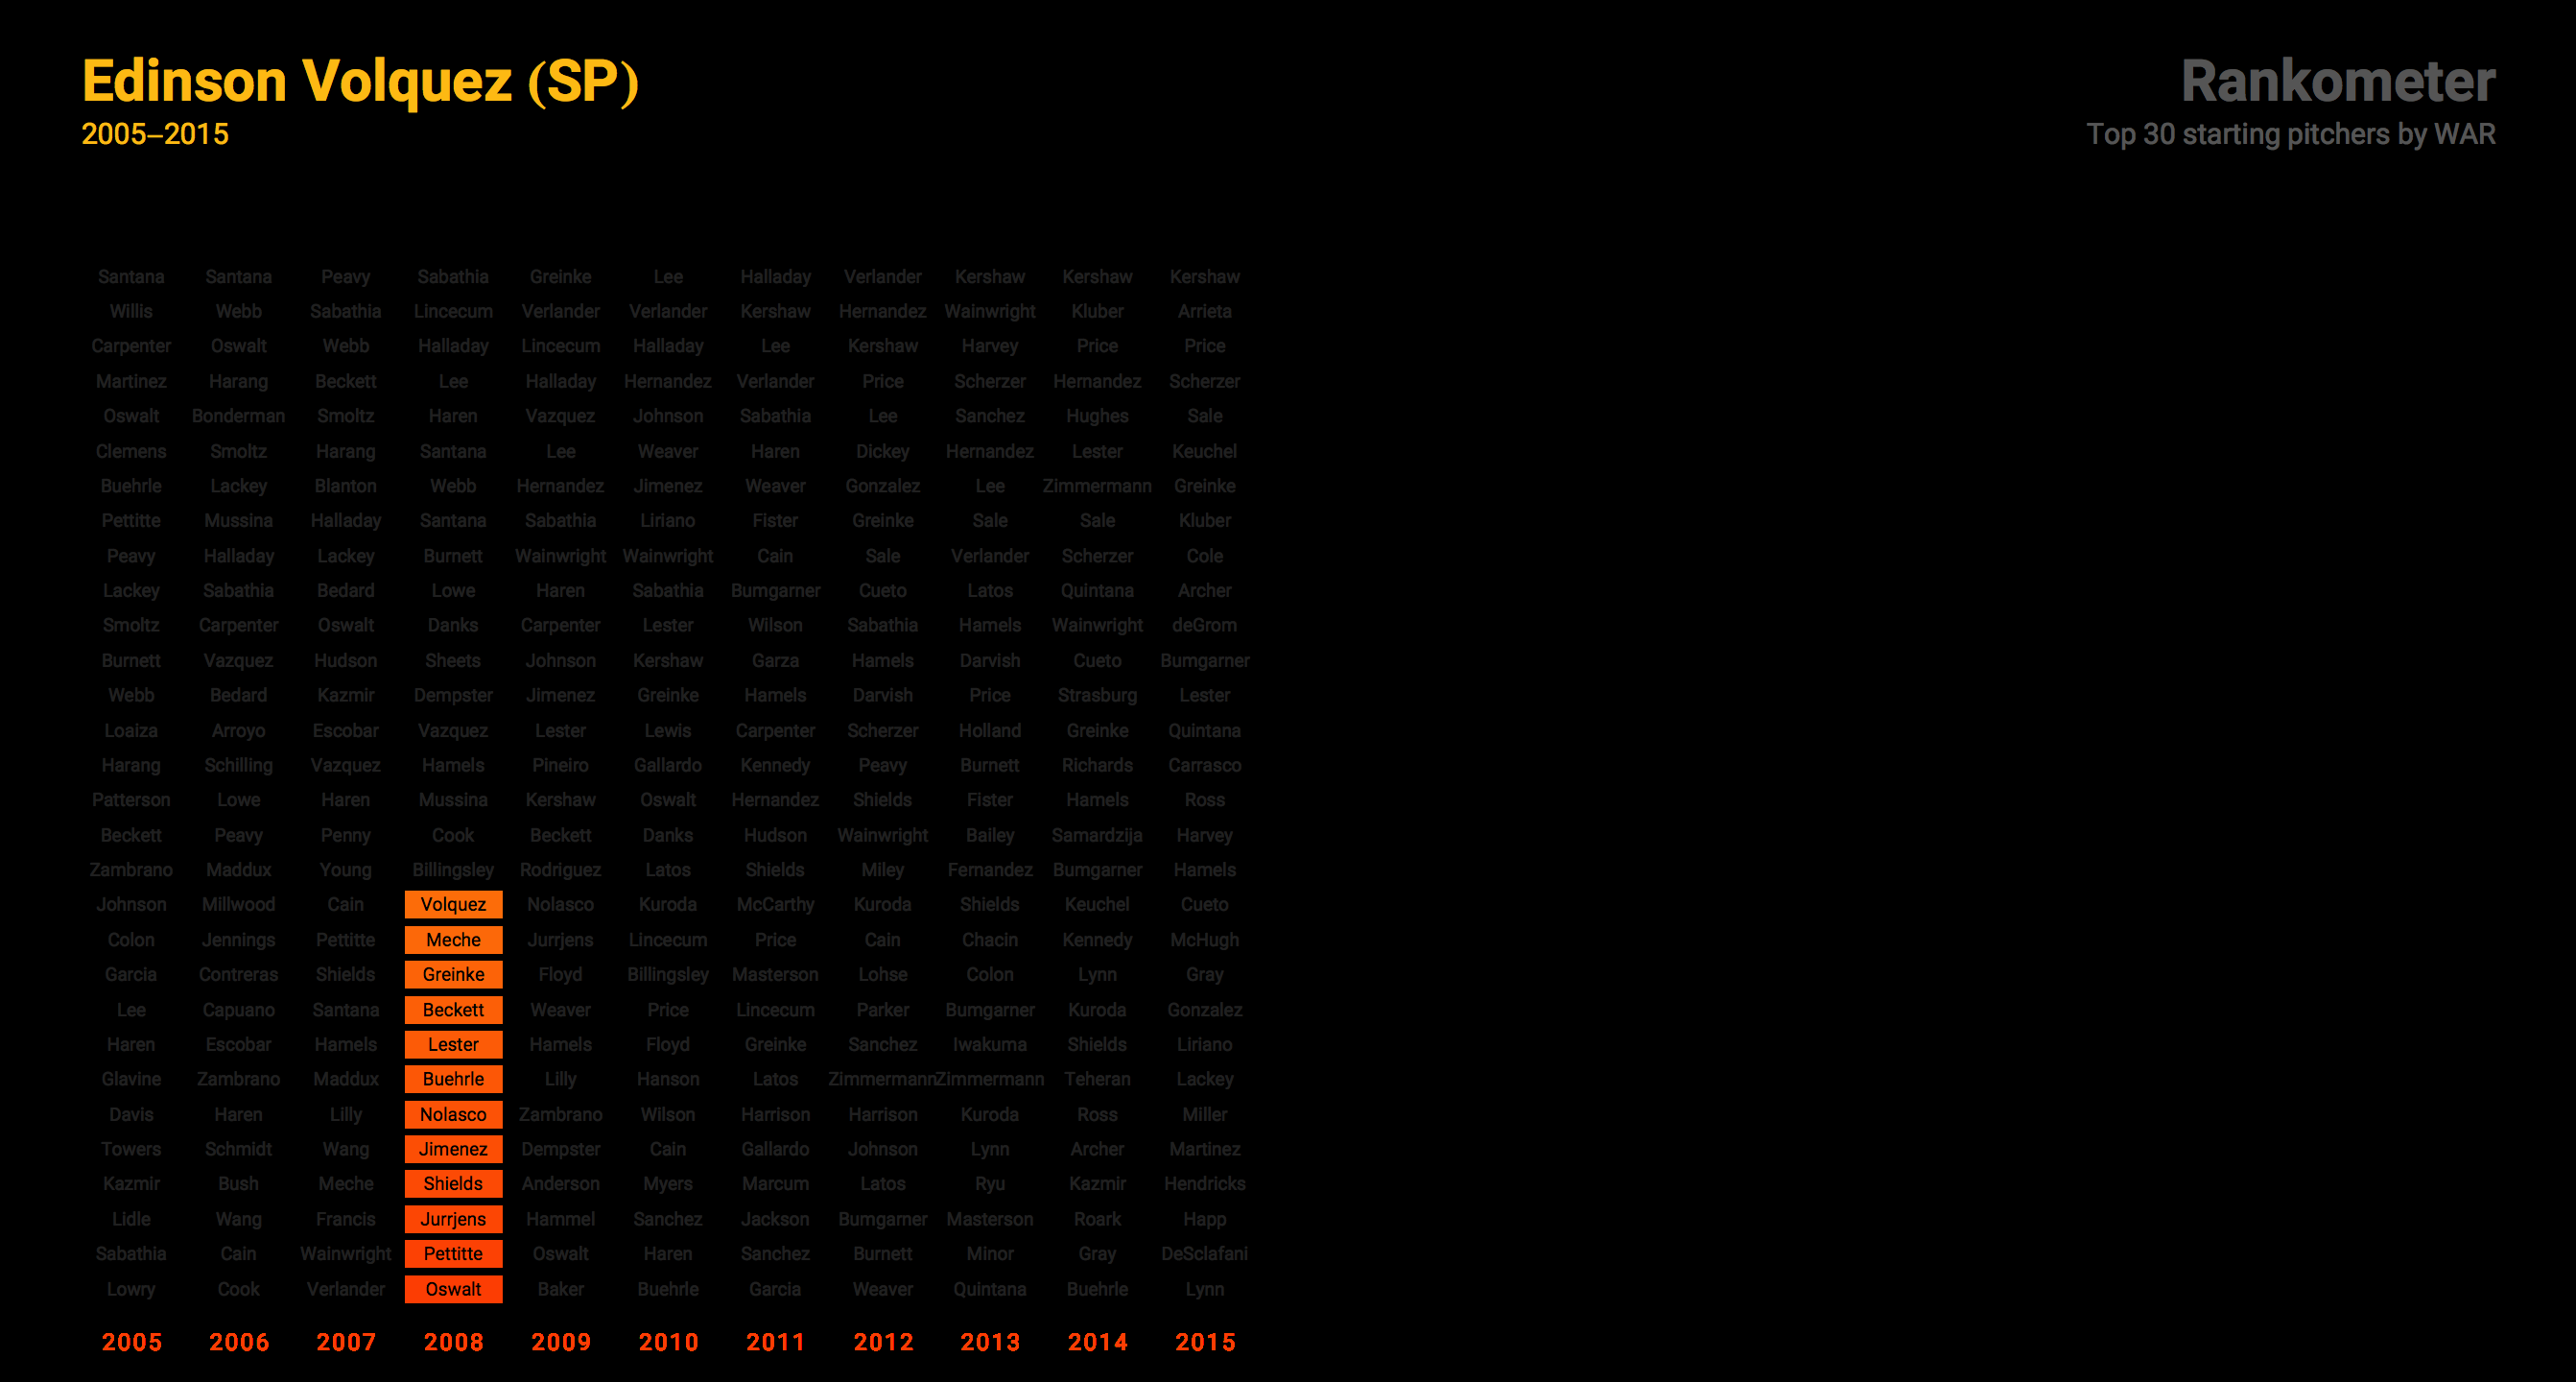 Edinson Volquez (SP)
2005–2015
Rankometer
Top 30 starting pitchers by WAR
Santana Santana Peavy Sabathia Greinke Lee Halladay Verlander Kershaw Kershaw Kershaw
Willis Webb Sabathia Lincecum Verlander Verlander Kershaw Hernandez Wainwright Kluber Arrieta
Carpenter Oswalt Webb Halladay Lincecum Halladay Lee Kershaw Harvey Price Price
Martinez Harang Beckett Lee Halladay Hernandez Verlander Price Scherzer Hernandez Scherzer
Oswalt Bonderman Smoltz Haren Vazquez Johnson Sabathia Lee Sanchez Hughes Sale
Clemens Smoltz Harang Santana Lee Weaver Haren Dickey Hernandez Lester Keuchel
Buehrle Lackey Blanton Webb Hernandez Jimenez Weaver Gonzalez Lee Zimmermann Greinke
Pettitte Mussina Halladay Santana Sabathia Liriano Fister Greinke Sale Sale Kluber
Peavy Halladay Lackey Burnett Wainwright Wainwright Cain Sale Verlander Scherzer Cole
Lackey Sabathia Bedard Lowe Haren Sabathia Bumgarner Cueto Latos Quintana Archer
Smoltz Carpenter Oswalt Danks Carpenter Lester Wilson Sabathia Hamels Wainwright deGrom
Burnett Vazquez Hudson Sheets Johnson Kershaw Garza Hamels Darvish Cueto Bumgarner
Webb Bedard Kazmir Dempster Jimenez Greinke Hamels Darvish Price Strasburg Lester
Loaiza Arroyo Escobar Vazquez Lester Lewis Carpenter Scherzer Holland Greinke Quintana
Harang Schilling Vazquez Hamels Pineiro Gallardo Kennedy Peavy Burnett Richards Carrasco
Patterson Lowe Haren Mussina Kershaw Oswalt Hernandez Shields Fister Hamels Ross
Beckett Peavy Penny Cook Beckett Danks Hudson Wainwright Bailey Samardzija Harvey
Zambrano Maddux Young Billingsley Rodriguez Latos Shields Miley Fernandez Bumgarner Hamels
Johnson Millwood Cain Volquez Nolasco Kuroda McCarthy Kuroda Shields Keuchel Cueto
Colon Jennings Pettitte Meche Jurrjens Lincecum Price Cain Chacin Kennedy McHugh
Garcia Contreras Shields Greinke Floyd Billingsley Masterson Lohse Colon Lynn Gray
Lee Capuano Santana Beckett Weaver Price Lincecum Parker Bumgarner Kuroda Gonzalez
Haren Escobar Hamels Lester Hamels Floyd Greinke Sanchez Iwakuma Shields Liriano
Glavine Zambrano Maddux Buehrle Lilly Hanson Latos Zimmermann Zimmermann Teheran Lackey
Davis Haren Lilly Nolasco Zambrano Wilson Harrison Harrison Kuroda Ross Miller
Towers Schmidt Wang Jimenez Dempster Cain Gallardo Johnson Lynn Archer Martinez
Kazmir Bush Meche Shields Anderson Myers Marcum Latos Ryu Kazmir Hendricks
Lidle Wang Francis Jurrjens Hammel Sanchez Jackson Bumgarner Masterson Roark Happ
Sabathia Cain Wainwright Pettitte Oswalt Haren Sanchez Burnett Minor Gray DeSclafani
Lowry Cook Verlander Oswalt Baker Buehrle Garcia Weaver Quintana Buehrle Lynn
2005 2006 2007 2008 2009 2010 2011 2012 2013 2014 2015